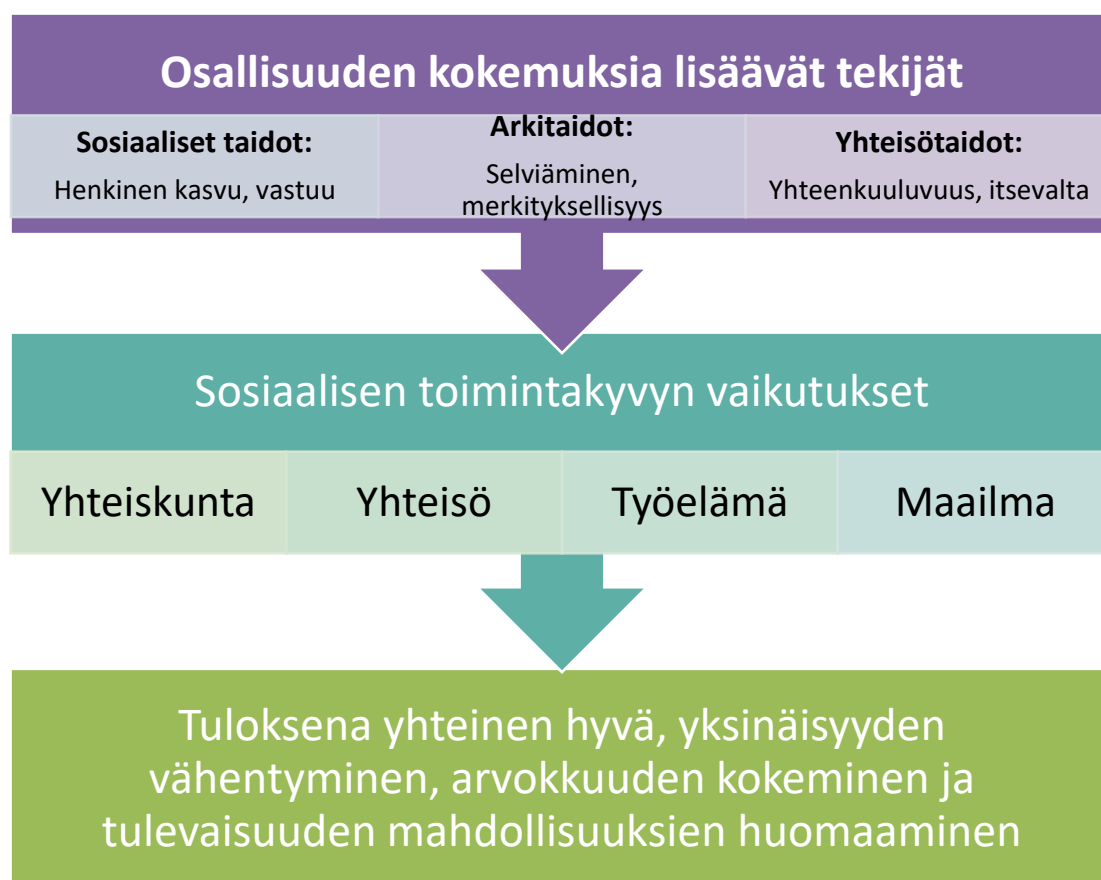 Osallisuuden kokemuksia lisäävät tekijät
Sosiaaliset taidot:
Henkinen kasvu, vastuu
Arkitaidot:
Selviäminen,
merkityksellisyys
Yhteisötaidot:
Yhteenkuuluvuus, itsevalta
Sosiaalisen toimintakyvyn vaikutukset
Yhteiskunta
Yhteisö
Työelämä
Maailma
Tuloksena yhteinen hyvä, yksinäisyyden
vähentyminen, arvokkuuden kokeminen ja
tulevaisuuden mahdollisuuksien huomaaminen